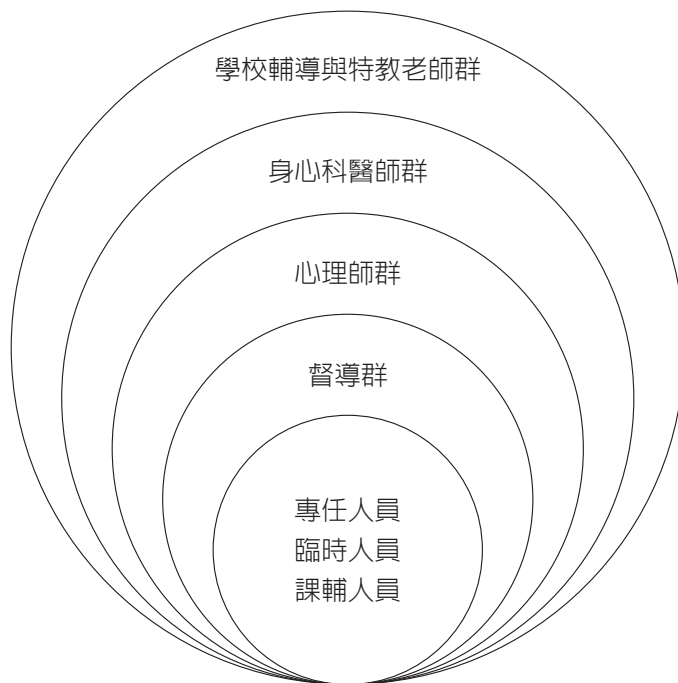 學校輔導與特教老師群
身心科醫師群
心理師群
督導群
專任人員
臨時人員
課輔人員